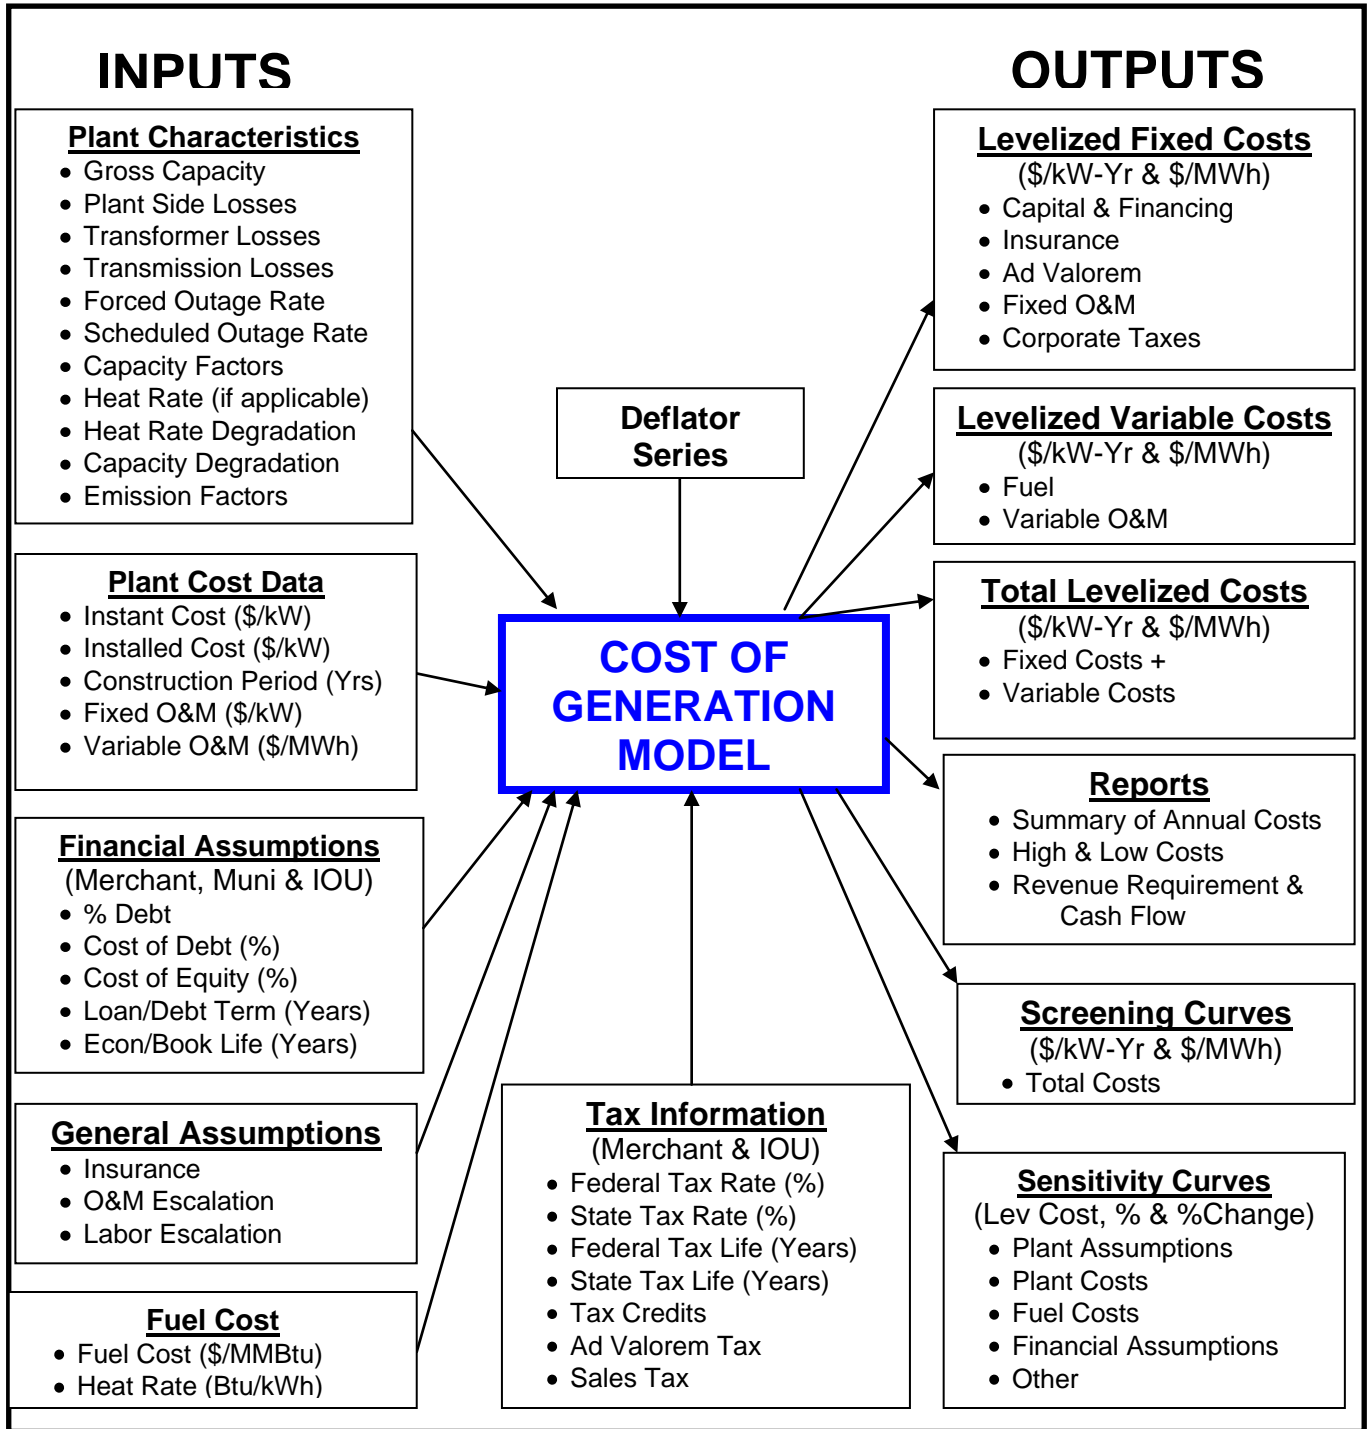 INPUTS
Plant Characteristics
• Gross Capacity
• Plant Side Losses
• Transformer Losses
• Transmission Losses
• Forced Outage Rate
• Scheduled Outage Rate
• Capacity Factors
• Heat Rate (if applicable)
• Heat Rate Degradation
• Capacity Degradation
• Emission Factors
Plant Cost Data
• Instant Cost ($/kW)
• Installed Cost ($/kW)
• Construction Period (Yrs)
• Fixed O&M ($/kW)
• Variable O&M ($/MWh)
Financial Assumptions
(Merchant, Muni & IOU)
• % Debt
• Cost of Debt (%)
• Cost of Equity (%)
• Loan/Debt Term (Years)
• Econ/Book Life (Years)
General Assumptions
• Insurance
• O&M Escalation
• Labor Escalation
Fuel Cost
• Fuel Cost ($/MMBtu)
• Heat Rate (Btu/kWh)
Deflator
Series
COST OF
GENERATION
MODEL
Tax Information
(Merchant & IOU)
• Federal Tax Rate (%)
• State Tax Rate (%)
• Federal Tax Life (Years)
• State Tax Life (Years)
• Tax Credits
• Ad Valorem Tax
• Sales Tax
OUTPUTS
Levelized Fixed Costs
($/kW-Yr & $/MWh)
• Capital & Financing
• Insurance
• Ad Valorem
• Fixed O&M
• Corporate Taxes
Levelized Variable Costs
($/kW-Yr & $/MWh)
• Fuel
• Variable O&M
Total Levelized Costs
($/kW-Yr & $/MWh)
• Fixed Costs +
• Variable Costs
Reports
• Summary of Annual Costs
• High & Low Costs
• Revenue Requirement &
Cash Flow
Screening Curves
($/kW-Yr & $/MWh)
• Total Costs
Sensitivity Curves
(Lev Cost, % & %Change)
• Plant Assumptions
• Plant Costs
• Fuel Costs
• Financial Assumptions
• Other